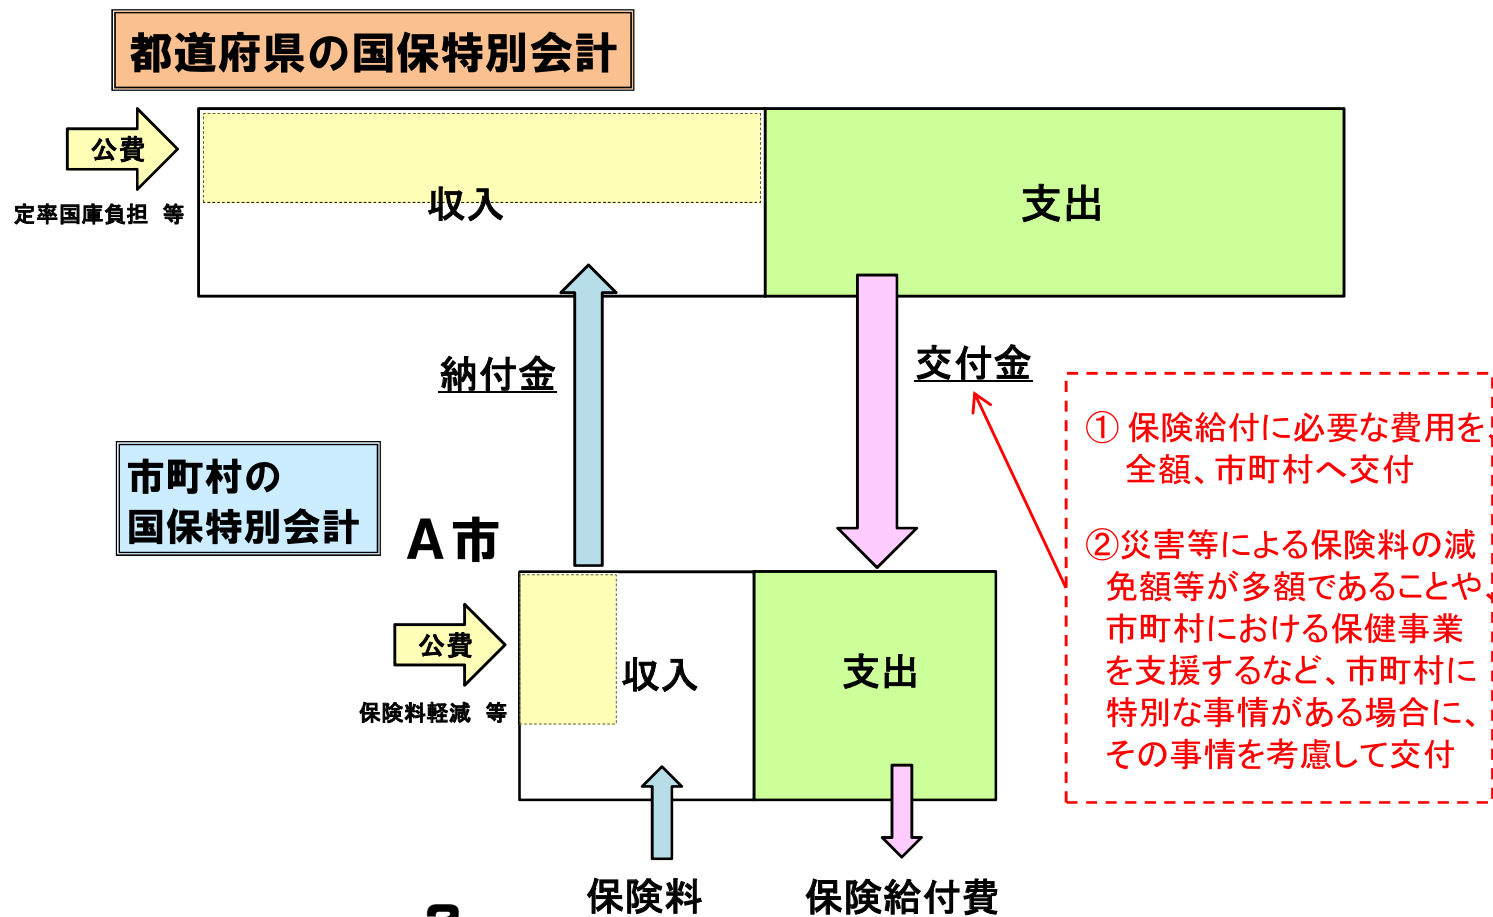 都道府県の国保特別会計
公費
定率国庫負担　等
収入
支出
納付金
交付金
① 保険給付に必要な費用を、
全額、市町村へ交付
②災害等による保険料の減
免額等が多額であることや、
市町村における保健事業
を支援するなど、市町村に
特別な事情がある場合に、
その事情を考慮して交付
市町村の
国保特別会計
A市
公費
保険料軽減　等
収入
支出
保険料
保険給付費